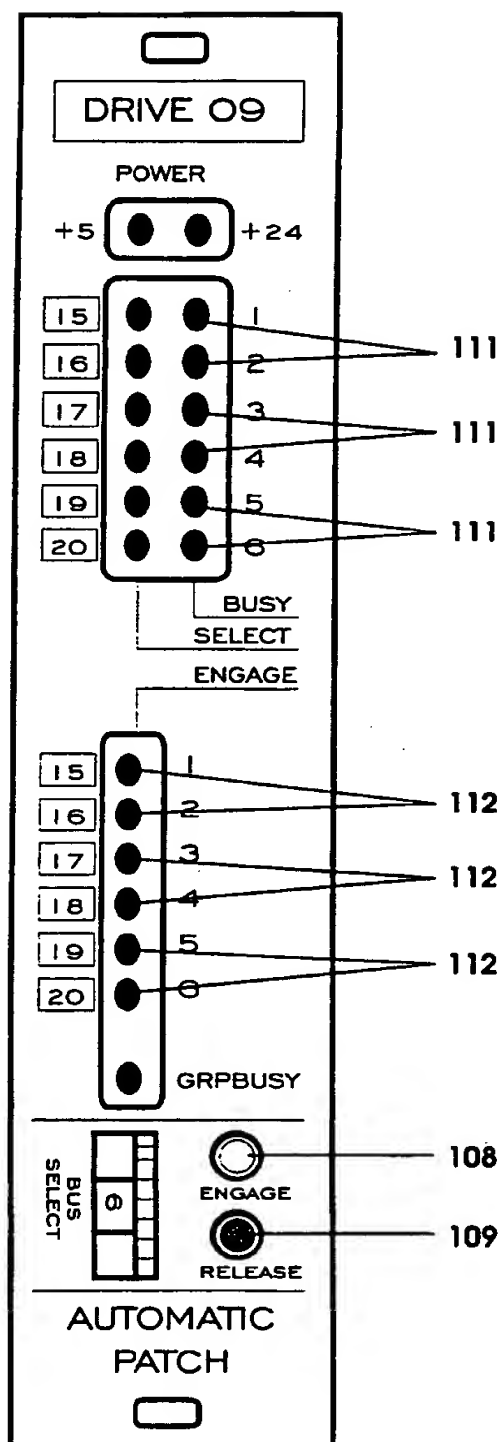 DRIVE 09
POWER
+5 +24
15 1
16 2 111
17 3
18 4 111
19 5
20 6 111
BUSY
SELECT
ENGAGE
15 1
16 2 112
17 3
18 4 112
19 5
20 6 112
GRPBUSY
BUS
SELECT
6
ENGAGE 108
RELEASE 109
AUTOMATIC
PATCH